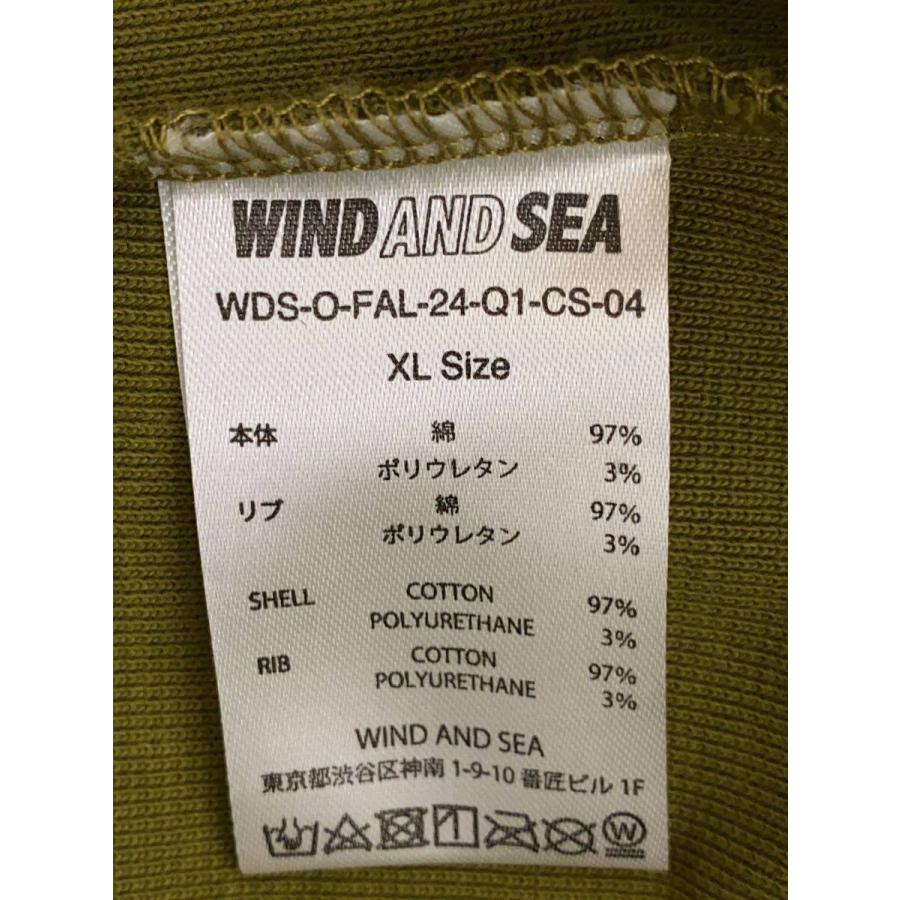 WIND AND SEA
WDS-O-FAL-24-Q1-CS-04
XL Size
本体 綿 97%
ポリウレタン 3%
リブ 綿 97%
ポリウレタン 3%
SHELL COTTON 97%
POLYURETHANE 3%
RIB COTTON 97%
POLYURETHANE 3%
WIND AND SEA
東京都渋谷区神南 1-9-10 番匠ビル 1F
W